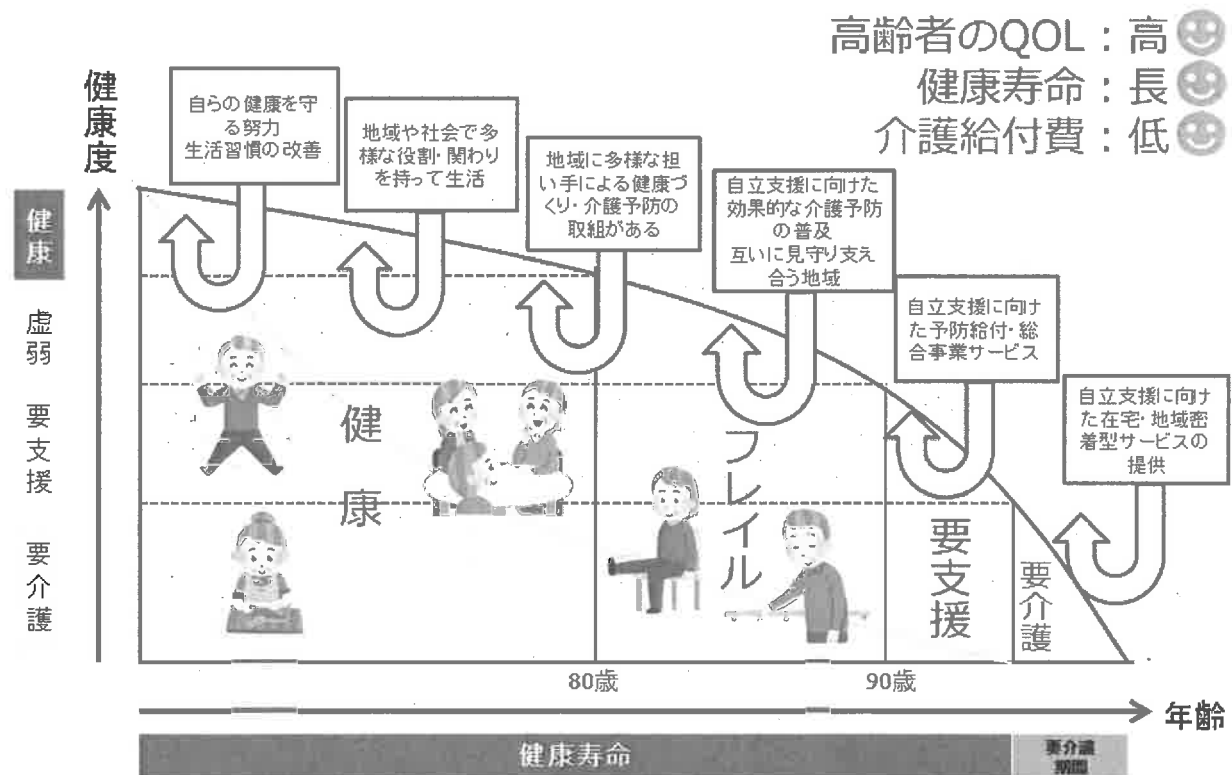 高齢者のQOL：高
健康寿命：長
介護給付費：低
健康度
自らの健康を守
る努力
生活習慣の改善
地域や社会で多
様な役割・関わり
を持って生活
地域に多様な担
い手による健康づ
くり・介護予防の
取組がある
自立支援に向けた
効果的な介護予防
の普及
互いに見守り支え
合う地域
自立支援に向け
た予防給付・総
合事業サービス
自立支援に向け
た在宅・地域密
着型サービスの
提供
健康
虚弱
要支援
要介護
健康
フレイル
要支援
要介護
80歳
90歳
年齢
健康寿命
要介護
期間